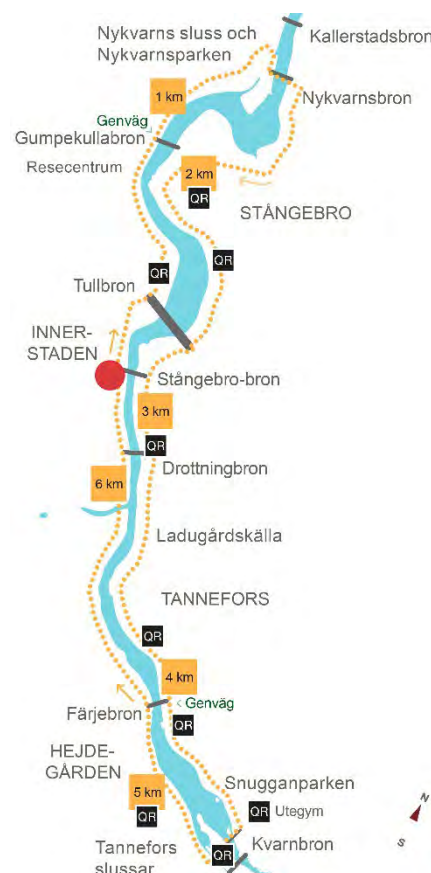 Nykvarns sluss och
Nykvarnsparken
Kallerstadsbron
Nykvarnsbron
1 km
Genväg
Gumpekullabron
Resecentrum
2 km
QR
STÅNGEBRO
QR
QR
Tullbron
INNER-
STADEN
Stångebro-bron
3 km
QR
Drottningbron
6 km
Ladugårdskälla
TANNEFORS
QR
4 km
<Genväg
Färjebron
QR
HEJDE-
GÅRDEN
Snugganparken
5 km
QR
QR Utegym
N
S
Tannefors
slussar
QR
Kvarnbron